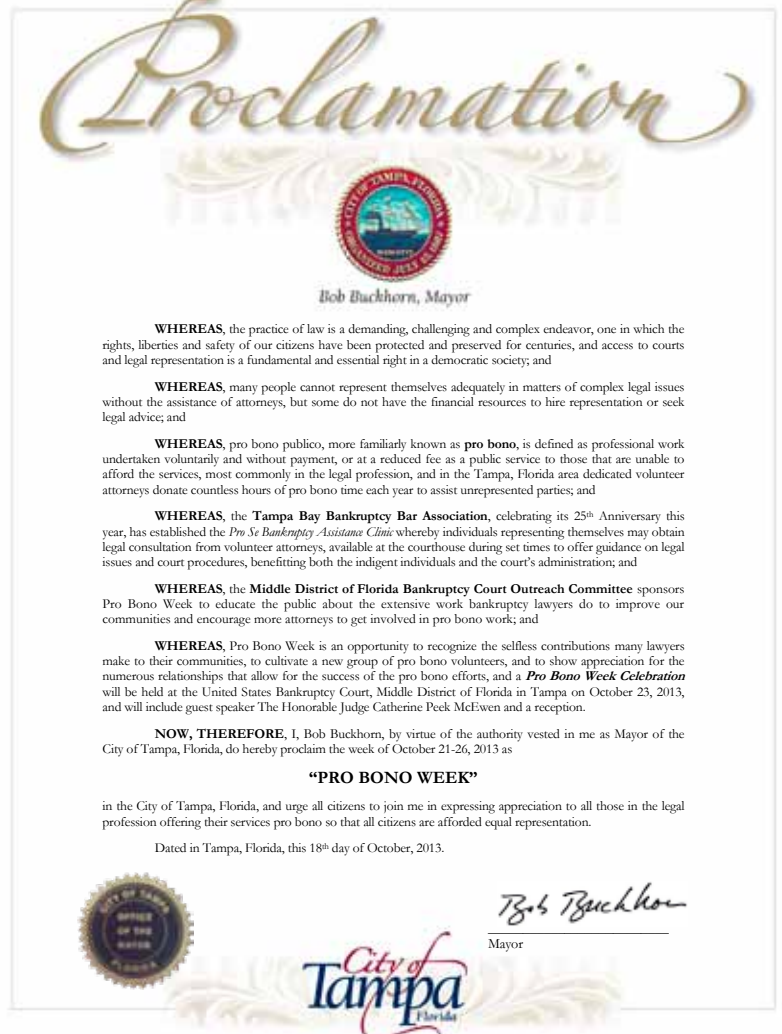 Proclamation
CITY OF TAMPA, FLORIDA
ORGANIZED JULY 15, 1887
Bob Buckhorn, Mayor
WHEREAS, the practice of law is a demanding, challenging and complex endeavor, one in which the
rights, liberties and safety of our citizens have been protected and preserved for centuries, and access to courts
and legal representation is a fundamental and essential right in a democratic society; and
WHEREAS, many people cannot represent themselves adequately in matters of complex legal issues
without the assistance of attorneys, but some do not have the financial resources to hire representation or seek
legal advice; and
WHEREAS, pro bono publico, more familiarly known as pro bono, is defined as professional work
undertaken voluntarily and without payment, or at a reduced fee as a public service to those that are unable to
afford the services, most commonly in the legal profession, and in the Tampa, Florida area dedicated volunteer
attorneys donate countless hours of pro bono time each year to assist unrepresented parties; and
WHEREAS, the Tampa Bay Bankruptcy Bar Association, celebrating its 25th Anniversary this
year, has established the Pro Se Bankruptcy Assistance Clinic whereby individuals representing themselves may obtain
legal consultation from volunteer attorneys, available at the courthouse during set times to offer guidance on legal
issues and court procedures, benefitting both the indigent individuals and the court's administration; and
WHEREAS, the Middle District of Florida Bankruptcy Court Outreach Committee sponsors
Pro Bono Week to educate the public about the extensive work bankruptcy lawyers do to improve our
communities and encourage more attorneys to get involved in pro bono work; and
WHEREAS, Pro Bono Week is an opportunity to recognize the selfless contributions many lawyers
make to their communities, to cultivate a new group of pro bono volunteers, and to show appreciation for the
numerous relationships that allow for the success of the pro bono efforts, and a Pro Bono Week Celebration
will be held at the United States Bankruptcy Court, Middle District of Florida in Tampa on October 23, 2013,
and will include guest speaker The Honorable Judge Catherine Peek McEwen and a reception.
NOW, THEREFORE, I, Bob Buckhorn, by virtue of the authority vested in me as Mayor of the
City of Tampa, Florida, do hereby proclaim the week of October 21-26, 2013 as
“PRO BONO WEEK”
in the City of Tampa, Florida, and urge all citizens to join me in expressing appreciation to all those in the legal
profession offering their services pro bono so that all citizens are afforded equal representation.
Dated in Tampa, Florida, this 18th day of October, 2013.
CITY OF TAMPA
OFFICE
OF THE
MAYOR
FLORIDA
Bob Buckhorn
Mayor
City of
Tampa
Florida